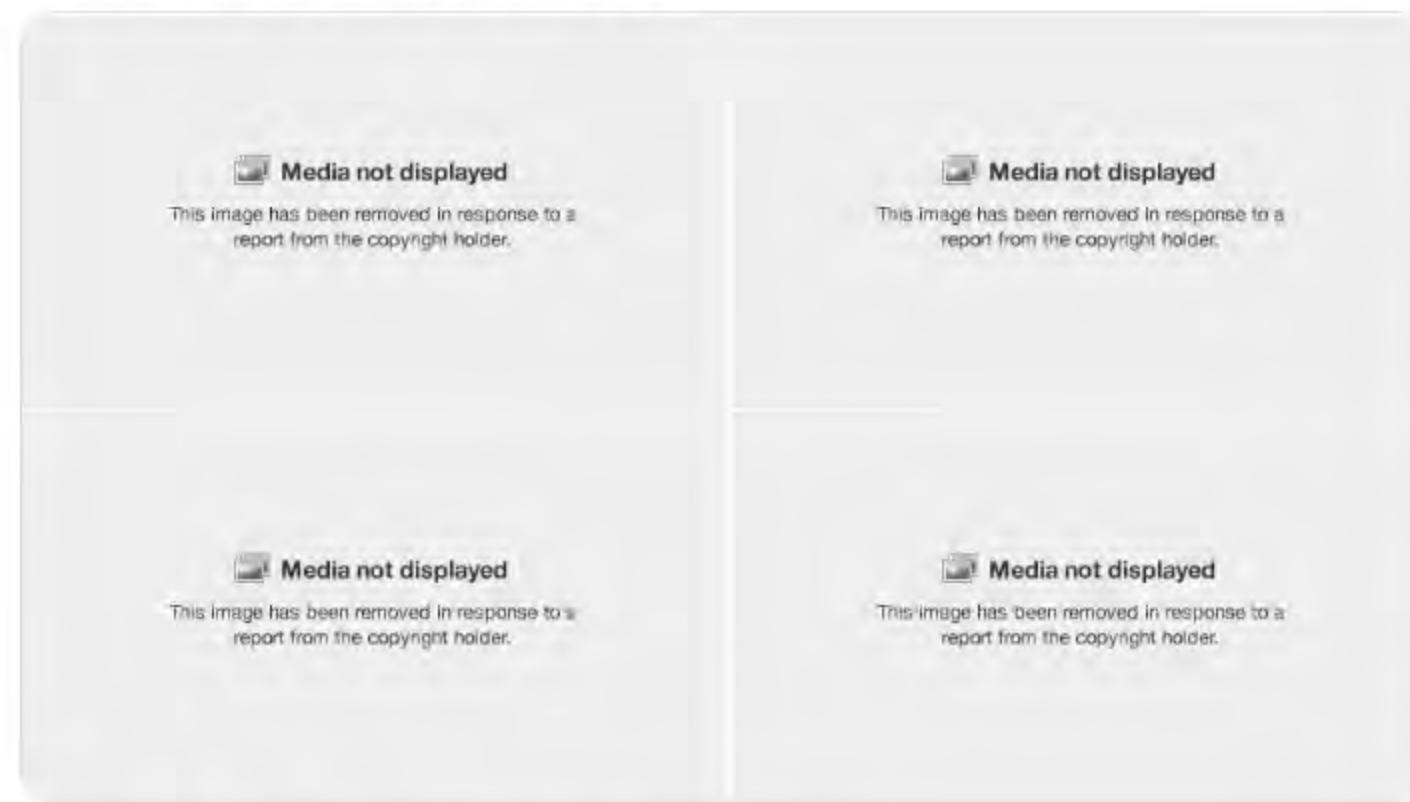 Media not displayed
This image has been removed in response to a
report from the copyright holder.
Media not displayed
This image has been removed in response to a
report from the copyright holder.
Media not displayed
This image has been removed in response to a
report from the copyright holder.
Media not displayed
This image has been removed in response to a
report from the copyright holder.